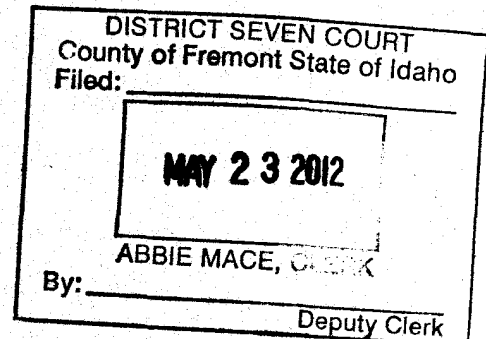 DISTRICT SEVEN COURT
County of Fremont State of Idaho
Filed:
MAY 23 2012
ABBIE MACE,
By:
Deputy Clerk